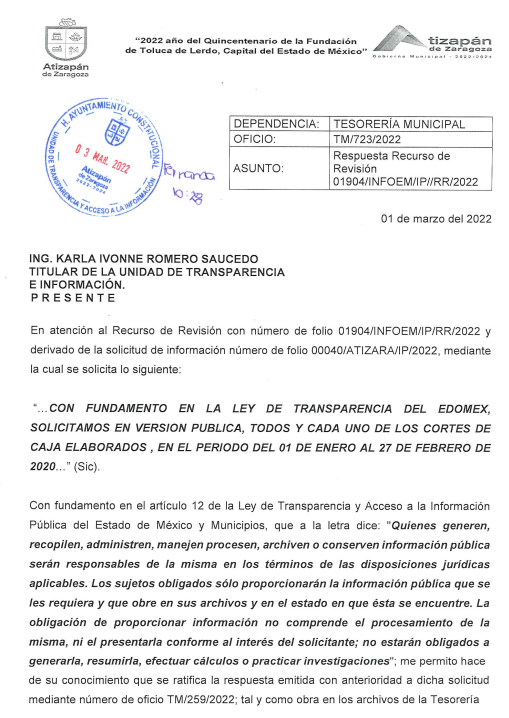 Atizapán
de Zaragoza
"2022 año del Quincentenario de la Fundación
de Toluca de Lerdo, Capital del Estado de México"
Atizapán
de Zaragoza
Gobierno Municipal - 2022-2024
H. AYUNTAMIENTO CONSTITUCIONAL
03 MAR. 2022
Atizapán
de Zaragoza
2022-2024
UNIDAD DE TRANSPARENCIA Y ACCESO A LA INFORMACIÓN
Fernanda
10:28
DEPENDENCIA: TESORERÍA MUNICIPAL
OFICIO: TM/723/2022
ASUNTO: Respuesta Recurso de
Revisión
01904/INFOEM/IP//RR/2022
01 de marzo del 2022
ING. KARLA IVONNE ROMERO SAUCEDO
TITULAR DE LA UNIDAD DE TRANSPARENCIA
E INFORMACIÓN.
P R E S E N T E
En atención al Recurso de Revisión con número de folio 01904/INFOEM/IP/RR/2022 y
derivado de la solicitud de información número de folio 00040/ATIZARA/IP/2022, mediante
la cual se solicita lo siguiente:
"...CON FUNDAMENTO EN LA LEY DE TRANSPARENCIA DEL EDOMEX,
SOLICITAMOS EN VERSION PUBLICA, TODOS Y CADA UNO DE LOS CORTES DE
CAJA ELABORADOS , EN EL PERIODO DEL 01 DE ENERO AL 27 DE FEBRERO DE
2020..." (Sic).
Con fundamento en el artículo 12 de la Ley de Transparencia y Acceso a la Información
Pública del Estado de México y Municipios, que a la letra dice: "Quienes generen,
recopilen, administren, manejen procesen, archiven o conserven información pública
serán responsables de la misma en los términos de las disposiciones jurídicas
aplicables. Los sujetos obligados sólo proporcionarán la información pública que se
les requiera y que obre en sus archivos y en el estado en que ésta se encuentre. La
obligación de proporcionar información no comprende el procesamiento de la
misma, ni el presentarla conforme al interés del solicitante; no estarán obligados a
generarla, resumirla, efectuar cálculos o practicar investigaciones"; me permito hace
de su conocimiento que se ratifica la respuesta emitida con anterioridad a dicha solicitud
mediante número de oficio TM/259/2022; tal y como obra en los archivos de la Tesorería